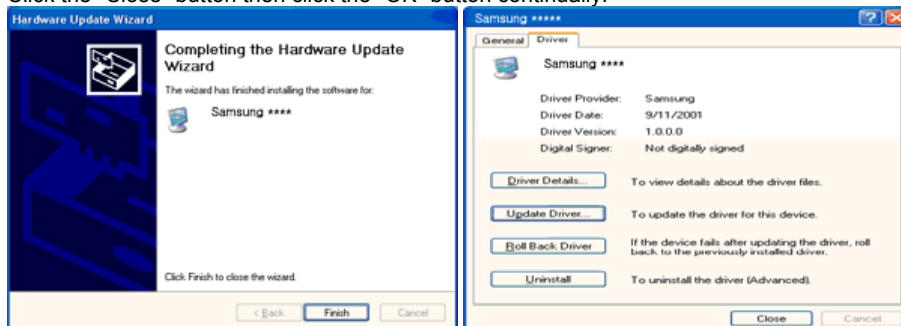 Click the "Close" button then click the "OK" button continually.
Hardware Update Wizard
Completing the Hardware Update
Wizard
The wizard has finished installing the software for:
Samsung ****
Click Finish to close the wizard.
< Back
Finish
Cancel
Samsung *****
General
Driver
Samsung ****
Driver Provider: Samsung
Driver Date: 9/11/2001
Driver Version: 1.0.0.0
Digital Signer: Not digitally signed
Driver Details... To view details about the driver files.
Update Driver... To update the driver for this device.
Roll Back Driver If the device fails after updating the driver, roll
back to the previously installed driver.
Uninstall To uninstall the driver (Advanced).
Close
Cancel